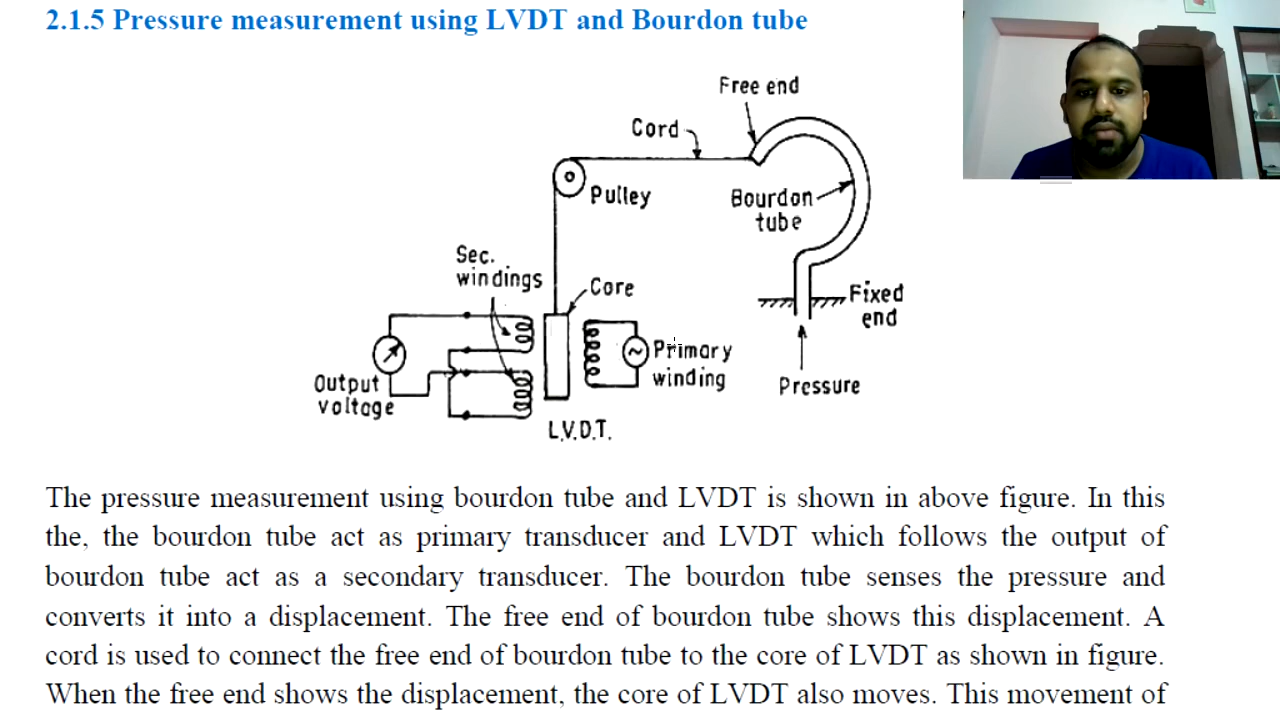 2.1.5 Pressure measurement using LVDT and Bourdon tube
Free end
Cord
Pulley
Bourdon
tube
Sec.
windings
Core
Fixed
end
Primary
winding
Output
voltage
Pressure
L.V.D.T.
The pressure measurement using bourdon tube and LVDT is shown in above figure. In this
the, the bourdon tube act as primary transducer and LVDT which follows the output of
bourdon tube act as a secondary transducer. The bourdon tube senses the pressure and
converts it into a displacement. The free end of bourdon tube shows this displacement. A
cord is used to connect the free end of bourdon tube to the core of LVDT as shown in figure.
When the free end shows the displacement, the core of LVDT also moves. This movement of